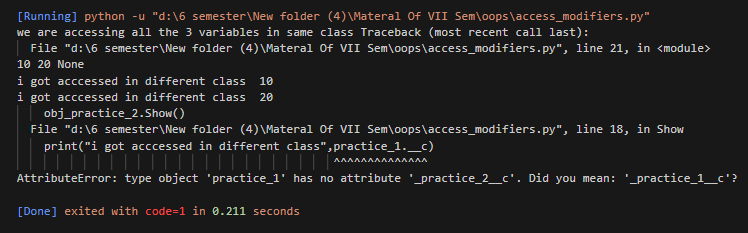 [Running] python -u "d:\6 semester\New folder (4)\Materal Of VII Sem\oops\access_modifiers.py"
we are accessing all the 3 variables in same class Traceback (most recent call last):
  File "d:\6 semester\New folder (4)\Materal Of VII Sem\oops\access_modifiers.py", line 21, in <module>
10 20 None
i got acccessed in different class  10
i got acccessed in different class  20
    obj_practice_2.Show()
  File "d:\6 semester\New folder (4)\Materal Of VII Sem\oops\access_modifiers.py", line 18, in Show
    print("i got acccessed in different class",practice_1.__c)
                                               ^^^^^^^^^^^^^^
AttributeError: type object 'practice_1' has no attribute '_practice_2__c'. Did you mean: '_practice_1__c'?
[Done] exited with code=1 in 0.211 seconds